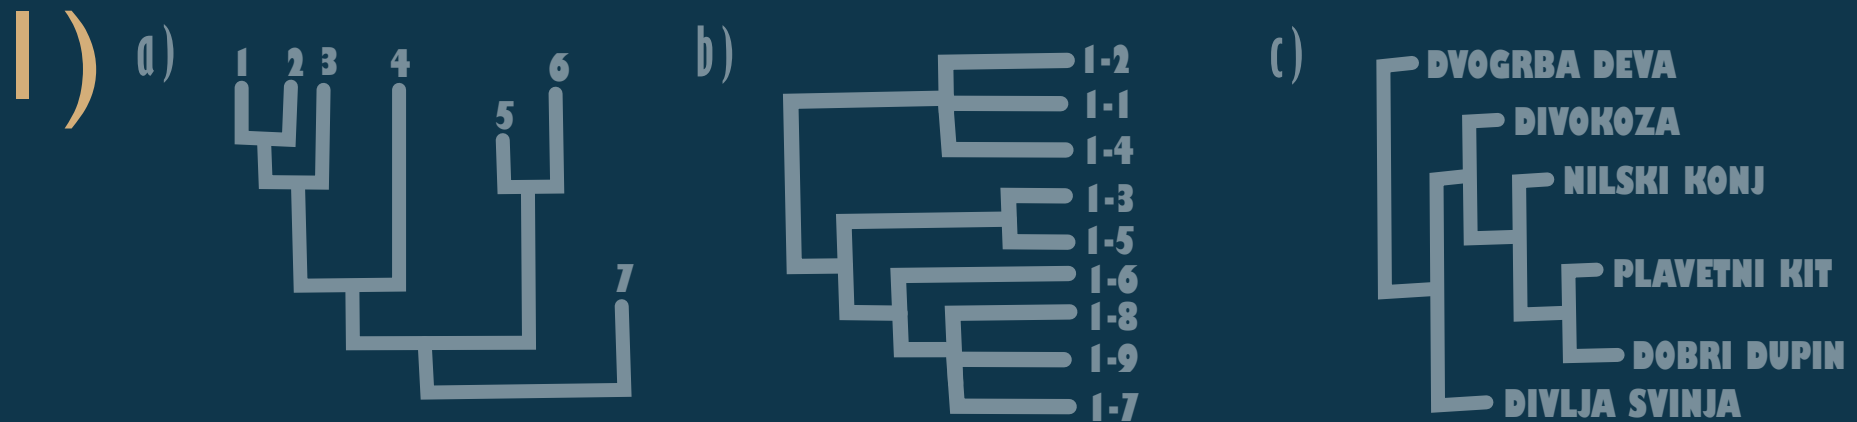 I)
a)
1 2 3 4 6
5
7
b)
1-2
1-1
1-4
1-3
1-5
1-6
1-8
1-9
1-7
c)
DVOGRBA DEVA
DIVOKOZA
NILSKI KONJ
PLAVETNI KIT
DOBRI DUPIN
DIVLJA SVINJA